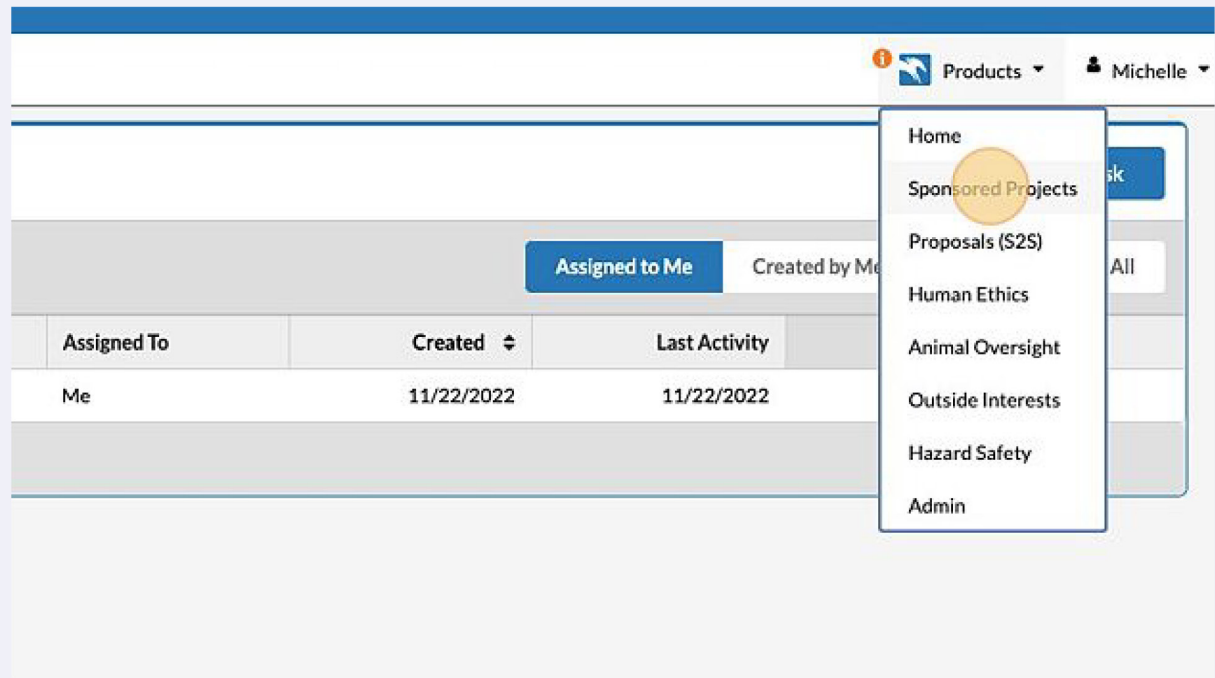 Products
Michelle
Home
Sponsored Projects
Proposals (S2S)
Human Ethics
Animal Oversight
Outside Interests
Hazard Safety
Admin
Assigned to Me
Created by Me
All
Assigned To
Created
Last Activity
Me
11/22/2022
11/22/2022